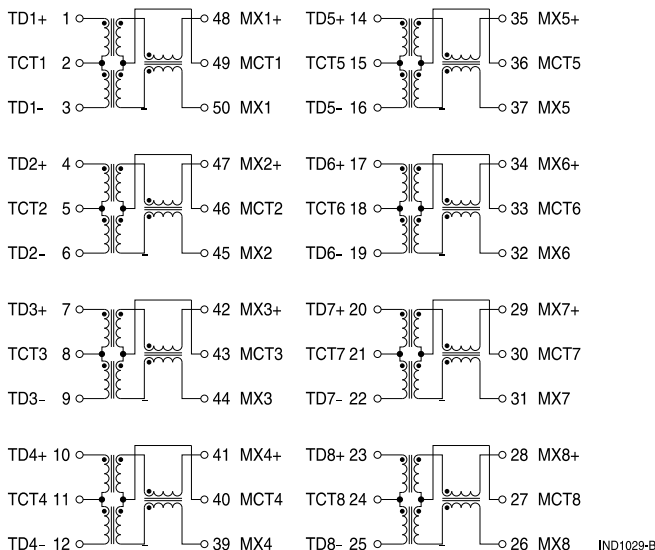 TD1+ 1 48 MX1+ TD5+ 14 35 MX5+
TCT1 2 49 MCT1 TCT5 15 36 MCT5
TD1- 3 50 MX1 TD5- 16 37 MX5
TD2+ 4 47 MX2+ TD6+ 17 34 MX6+
TCT2 5 46 MCT2 TCT6 18 33 MCT6
TD2- 6 45 MX2 TD6- 19 32 MX6
TD3+ 7 42 MX3+ TD7+ 20 29 MX7+
TCT3 8 43 MCT3 TCT7 21 30 MCT7
TD3- 9 44 MX3 TD7- 22 31 MX7
TD4+ 10 41 MX4+ TD8+ 23 28 MX8+
TCT4 11 40 MCT4 TCT8 24 27 MCT8
TD4- 12 39 MX4 TD8- 25 26 MX8 IND1029-B